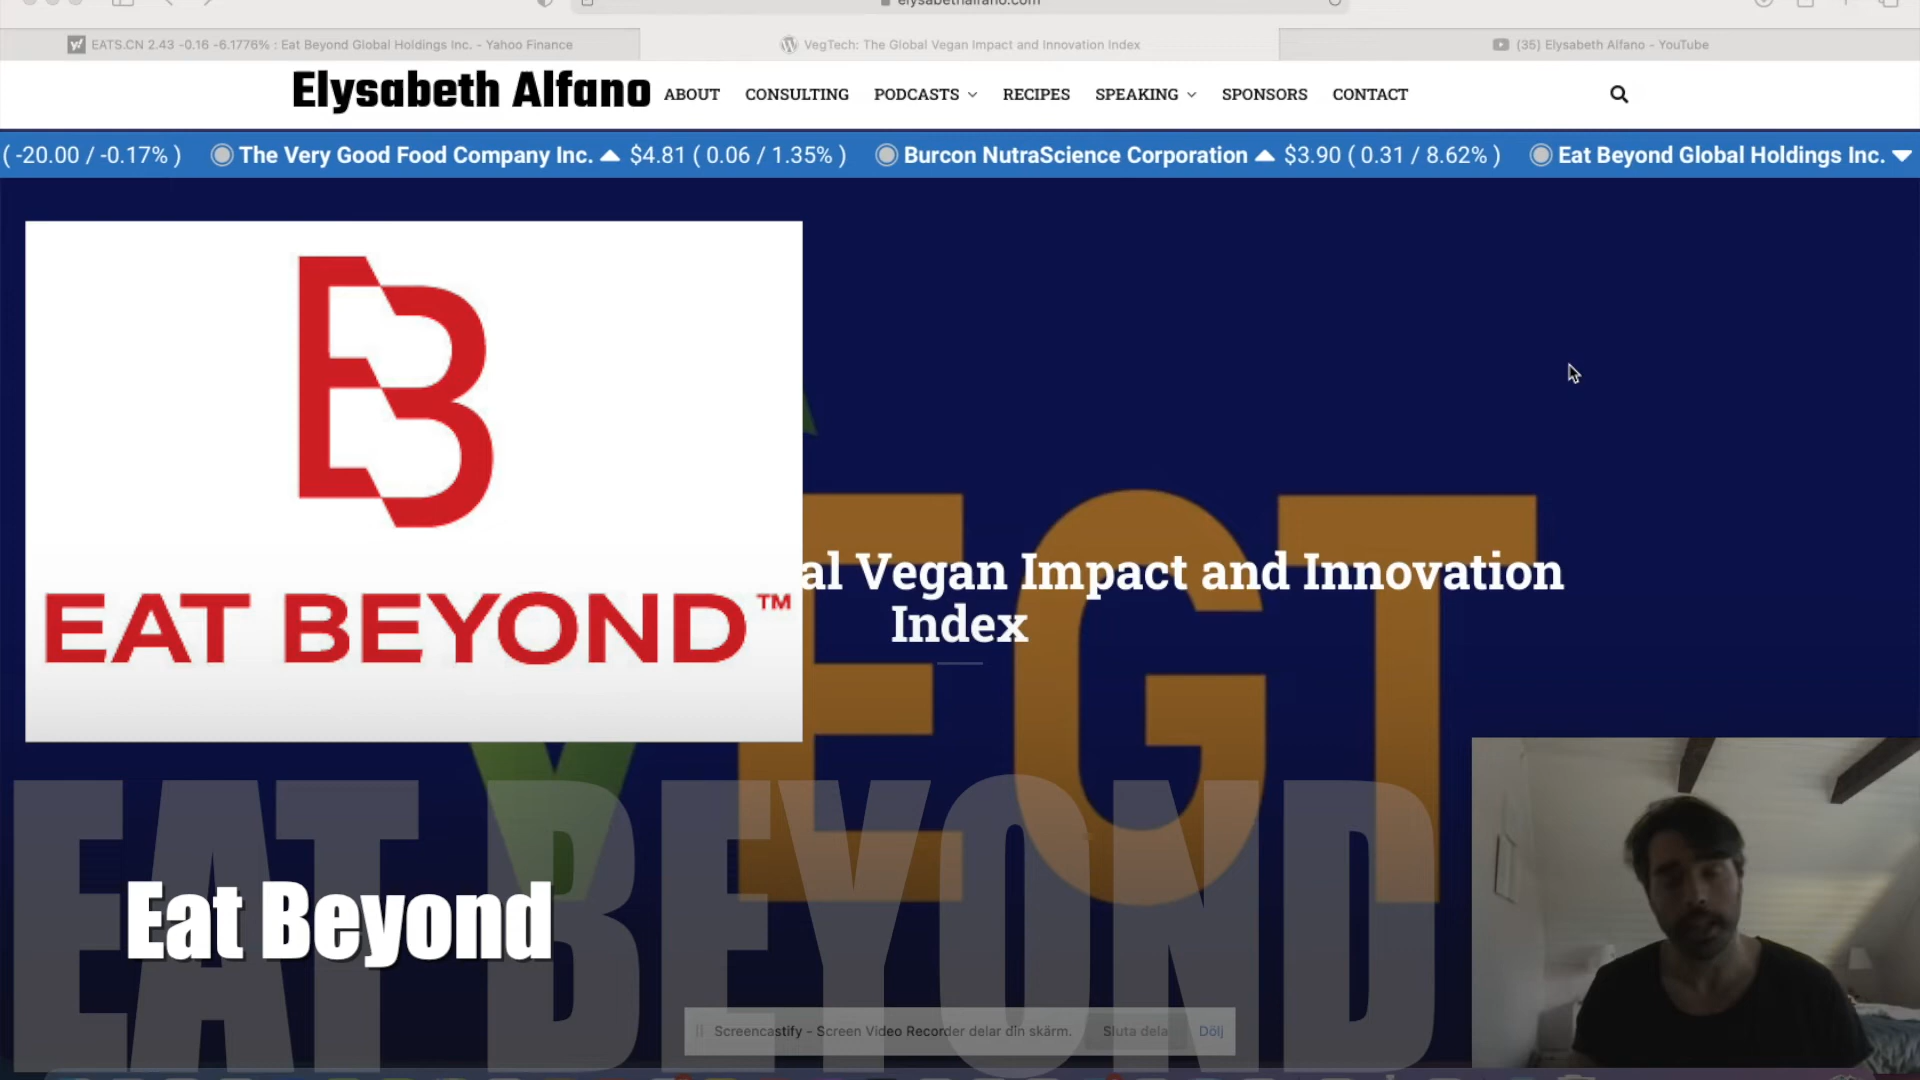 elysabethalfano.com
EATS.CN 2.43 -0.16 -6.1776% : Eat Beyond Global Holdings Inc. - Yahoo Finance
VegTech: The Global Vegan Impact and Innovation Index
(35) Elysabeth Alfano - YouTube
Elysabeth Alfano
ABOUT CONSULTING PODCASTS RECIPES SPEAKING SPONSORS CONTACT
( -20.00 / -0.17% ) The Very Good Food Company Inc. $4.81 ( 0.06 / 1.35% ) Burcon NutraScience Corporation $3.90 ( 0.31 / 8.62% ) Eat Beyond Global Holdings Inc.
EB
EAT BEYOND™
al Vegan Impact and Innovation
Index
VEGT
EAT BEYOND
Eat Beyond
Screencastify - Screen Video Recorder delar din skärm. Sluta dela Dölj